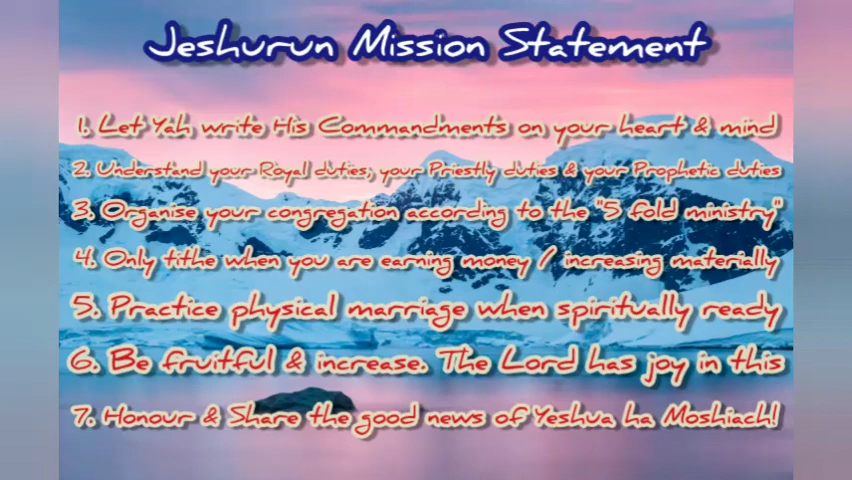 Jeshurun Mission Statement
1. Let Yah write His Commandments on your heart & mind
2. Understand your Royal duties, your Priestly duties & your Prophetic duties
3. Organise your congregation according to the "5 fold ministry"
4. Only tithe when you are earning money / increasing materially
5. Practice physical marriage when spiritually ready
6. Be fruitful & increase. The Lord has joy in this
7. Honour & Share the good news of Yeshua ha Moshiach!